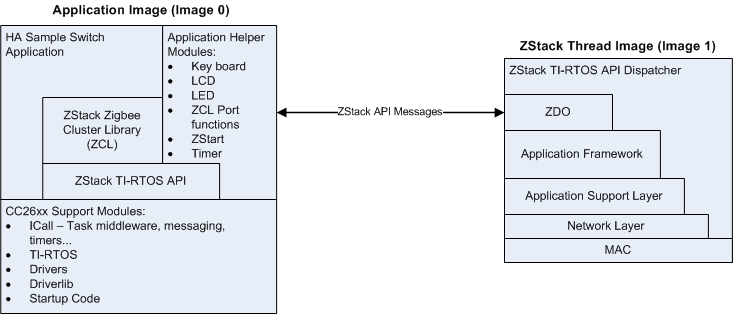 Application Image (Image 0)
HA Sample Switch
Application
Application Helper
Modules:
• Key board
• LCD
• LED
• ZCL Port
functions
• ZStart
• Timer
ZStack Zigbee
Cluster Library
(ZCL)
ZStack TI-RTOS API
CC26xx Support Modules:
• ICall – Task middleware, messaging,
timers...
• TI-RTOS
• Drivers
• Driverlib
• Startup Code
ZStack API Messages
ZStack Thread Image (Image 1)
ZStack TI-RTOS API Dispatcher
ZDO
Application Framework
Application Support Layer
Network Layer
MAC